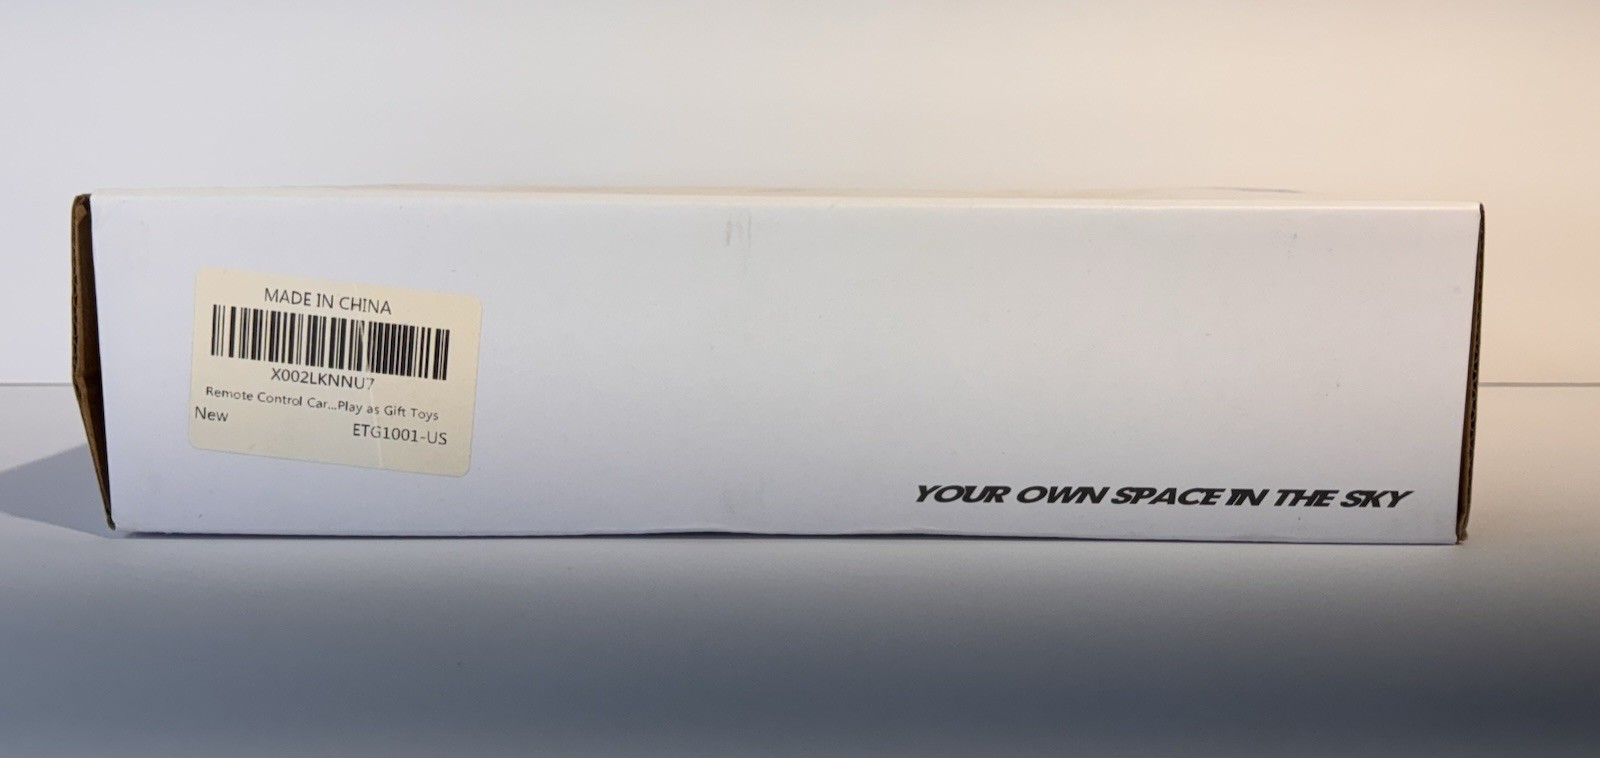 MADE IN CHINA
X002LKNNU7
Remote Control Car...Play as Gift Toys
New
ETG1001-US
YOUR OWN SPACE IN THE SKY